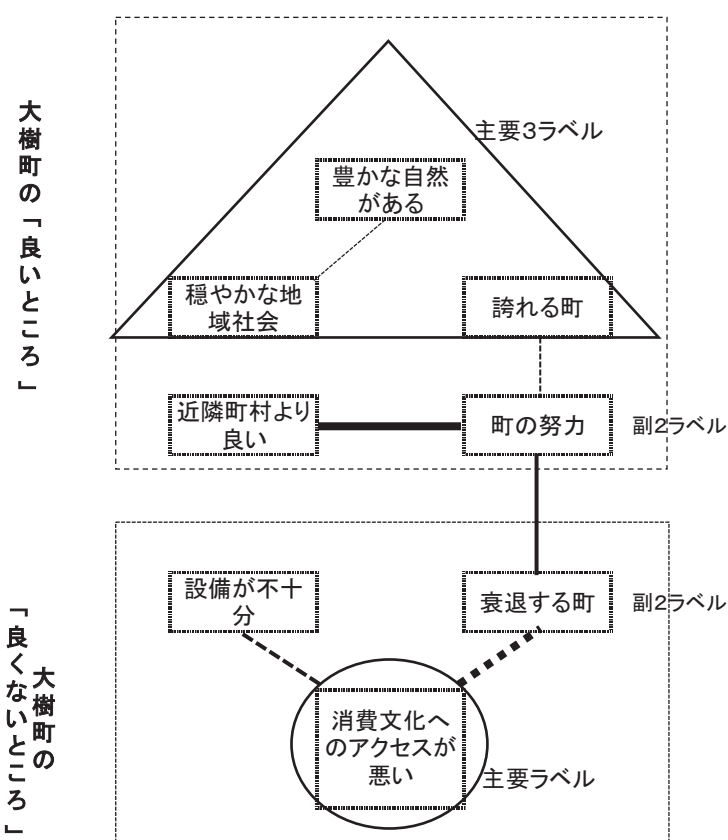 大樹町の「良いところ」
主要3ラベル
豊かな自然
がある
穏やかな地
域社会
誇れる町
近隣町村より
良い
町の努力
副2ラベル
大樹町の
「良くないところ」
設備が不十
分
衰退する町
副2ラベル
消費文化へ
のアクセスが
悪い
主要ラベル